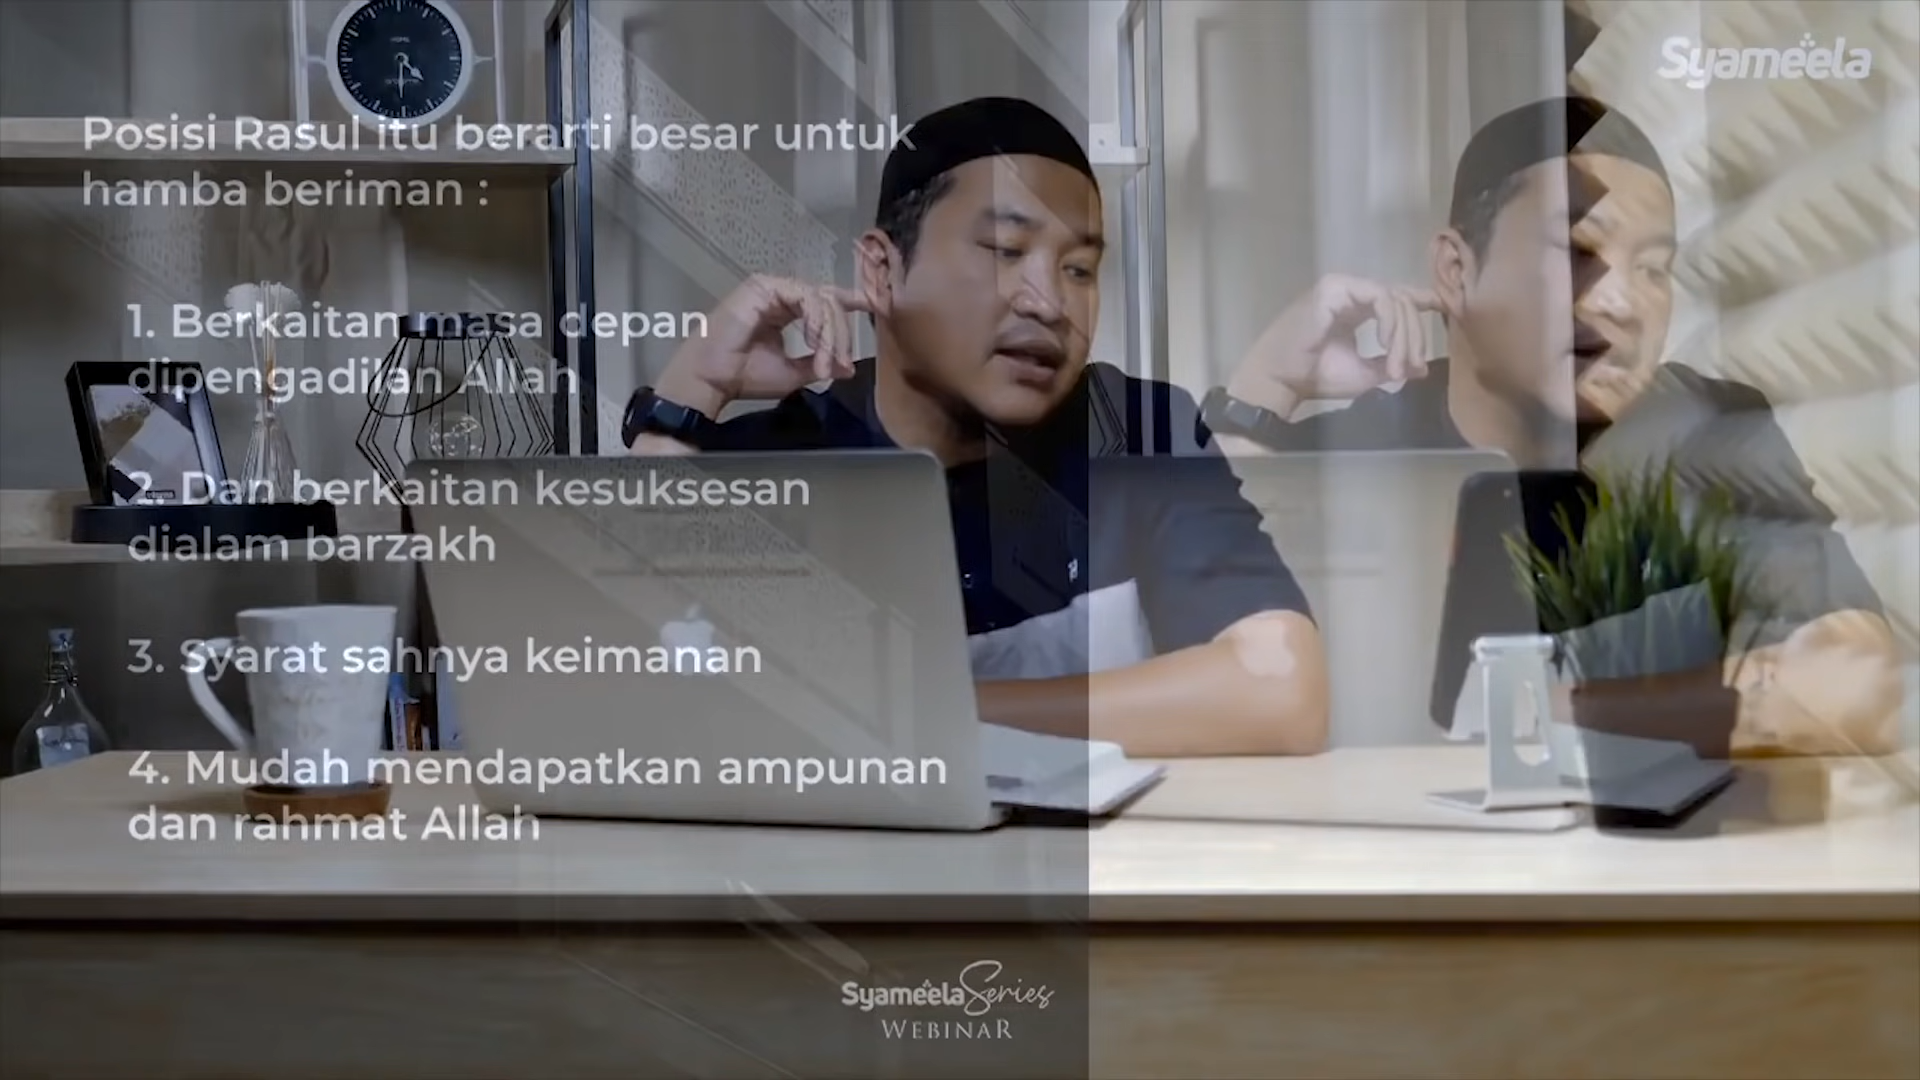 Syameela
Posisi Rasul itu berarti besar untuk
hamba beriman :
1. Berkaitan masa depan
dipengadilan Allah
2. Dan berkaitan kesuksesan
dialam barzakh
3. Syarat sahnya keimanan
4. Mudah mendapatkan ampunan
dan rahmat Allah
Syameela Series
WEBINAR